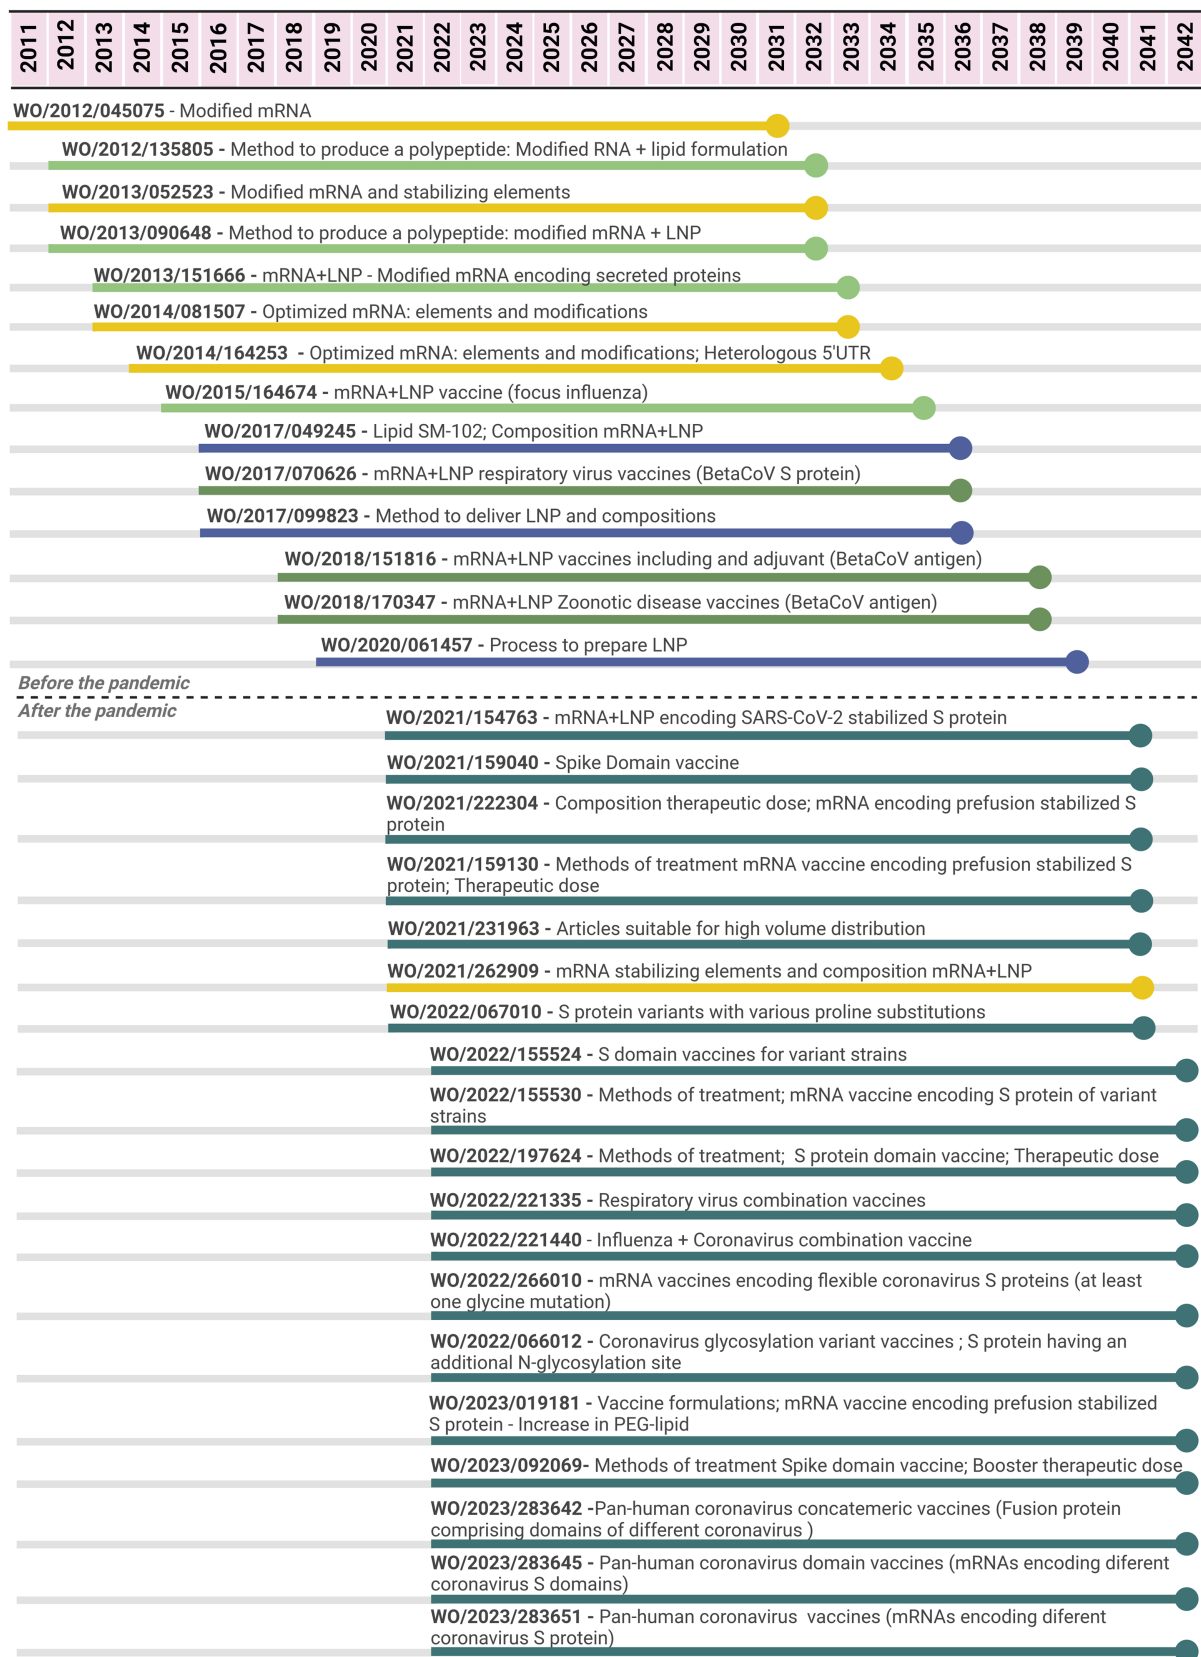 2011 2012 2013 2014 2015 2016 2017 2018 2019 2020 2021 2022 2023 2024 2025 2026 2027 2028 2029 2030 2031 2032 2033 2034 2035 2036 2037 2038 2039 2040 2041 2042
WO/2012/045075 - Modified mRNA
WO/2012/135805 - Method to produce a polypeptide: Modified RNA + lipid formulation
WO/2013/052523 - Modified mRNA and stabilizing elements
WO/2013/090648 - Method to produce a polypeptide: modified mRNA + LNP
WO/2013/151666 - mRNA+LNP - Modified mRNA encoding secreted proteins
WO/2014/081507 - Optimized mRNA: elements and modifications
WO/2014/164253 - Optimized mRNA: elements and modifications; Heterologous 5'UTR
WO/2015/164674 - mRNA+LNP vaccine (focus influenza)
WO/2017/049245 - Lipid SM-102; Composition mRNA+LNP
WO/2017/070626 - mRNA+LNP respiratory virus vaccines (BetaCoV S protein)
WO/2017/099823 - Method to deliver LNP and compositions
WO/2018/151816 - mRNA+LNP vaccines including and adjuvant (BetaCoV antigen)
WO/2018/170347 - mRNA+LNP Zoonotic disease vaccines (BetaCoV antigen)
WO/2020/061457 - Process to prepare LNP
Before the pandemic
After the pandemic
WO/2021/154763 - mRNA+LNP encoding SARS-CoV-2 stabilized S protein
WO/2021/159040 - Spike Domain vaccine
WO/2021/222304 - Composition therapeutic dose; mRNA encoding prefusion stabilized S
protein
WO/2021/159130 - Methods of treatment mRNA vaccine encoding prefusion stabilized S
protein; Therapeutic dose
WO/2021/231963 - Articles suitable for high volume distribution
WO/2021/262909 - mRNA stabilizing elements and composition mRNA+LNP
WO/2022/067010 - S protein variants with various proline substitutions
WO/2022/155524 - S domain vaccines for variant strains
WO/2022/155530 - Methods of treatment; mRNA vaccine encoding S protein of variant
strains
WO/2022/197624 - Methods of treatment; S protein domain vaccine; Therapeutic dose
WO/2022/221335 - Respiratory virus combination vaccines
WO/2022/221440 - Influenza + Coronavirus combination vaccine
WO/2022/266010 - mRNA vaccines encoding flexible coronavirus S proteins (at least
one glycine mutation)
WO/2022/066012 - Coronavirus glycosylation variant vaccines ; S protein having an
additional N-glycosylation site
WO/2023/019181 - Vaccine formulations; mRNA vaccine encoding prefusion stabilized
S protein - Increase in PEG-lipid
WO/2023/092069- Methods of treatment Spike domain vaccine; Booster therapeutic dose
WO/2023/283642 -Pan-human coronavirus concatemeric vaccines (Fusion protein
comprising domains of different coronavirus )
WO/2023/283645 - Pan-human coronavirus domain vaccines (mRNAs encoding diferent
coronavirus S domains)
WO/2023/283651 - Pan-human coronavirus vaccines (mRNAs encoding diferent
coronavirus S protein)